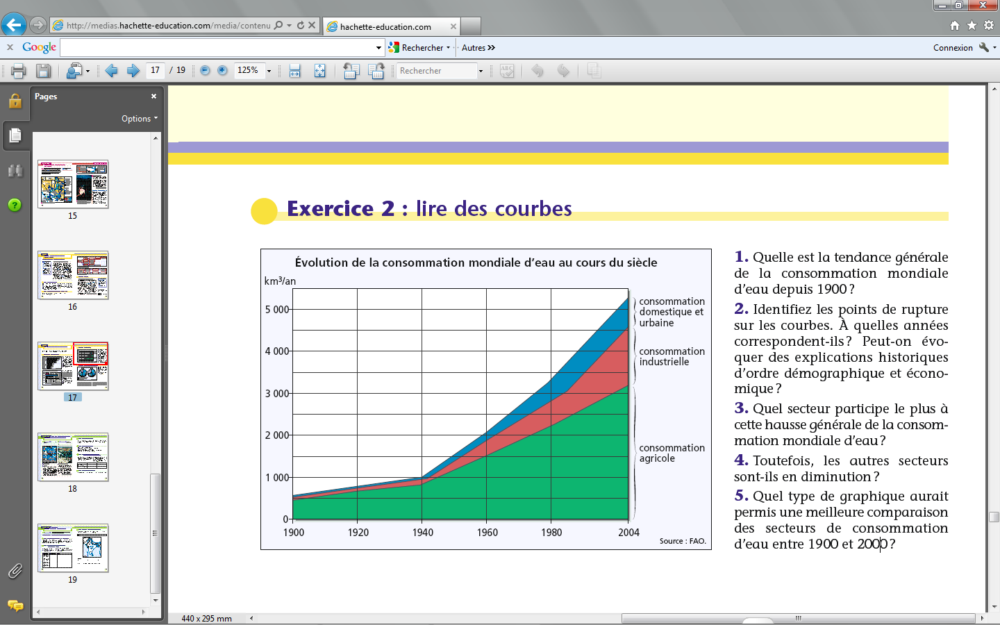 http://medias.hachette-education.com/media/contenu
hachette-education.com
Google
Rechercher
Autres
Connexion
17 / 19
125%
Rechercher
Pages
Options
15
16
17
18
19
Exercice 2 : lire des courbes
Évolution de la consommation mondiale d'eau au cours du siècle
km³/an
5 000
4 000
3 000
2 000
1 000
0
1900 1920 1940 1960 1980 2004
consommation
domestique et
urbaine
consommation
industrielle
consommation
agricole
Source : FAO.
1. Quelle est la tendance générale
de la consommation mondiale
d'eau depuis 1900 ?
2. Identifiez les points de rupture
sur les courbes. À quelles années
correspondent-ils ? Peut-on évo-
quer des explications historiques
d'ordre démographique et écono-
mique ?
3. Quel secteur participe le plus à
cette hausse générale de la consom-
mation mondiale d'eau ?
4. Toutefois, les autres secteurs
sont-ils en diminution ?
5. Quel type de graphique aurait
permis une meilleure comparaison
des secteurs de consommation
d'eau entre 1900 et 2000 ?
440 x 295 mm